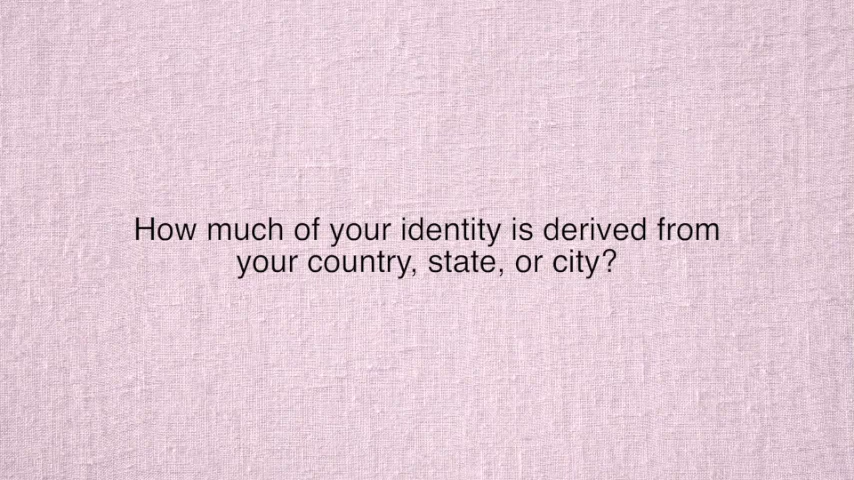 How much of your identity is derived from
your country, state, or city?